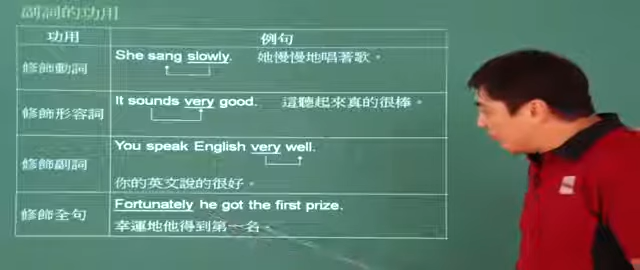 副詞的功用
功用 例句
修飾動詞 She sang slowly. 她慢慢地唱著歌。
修飾形容詞 It sounds very good. 這聽起來真的很棒。
修飾副詞 You speak English very well.
你的英文說的很好。
修飾全句 Fortunately he got the first prize.
幸運地他得到第一名。